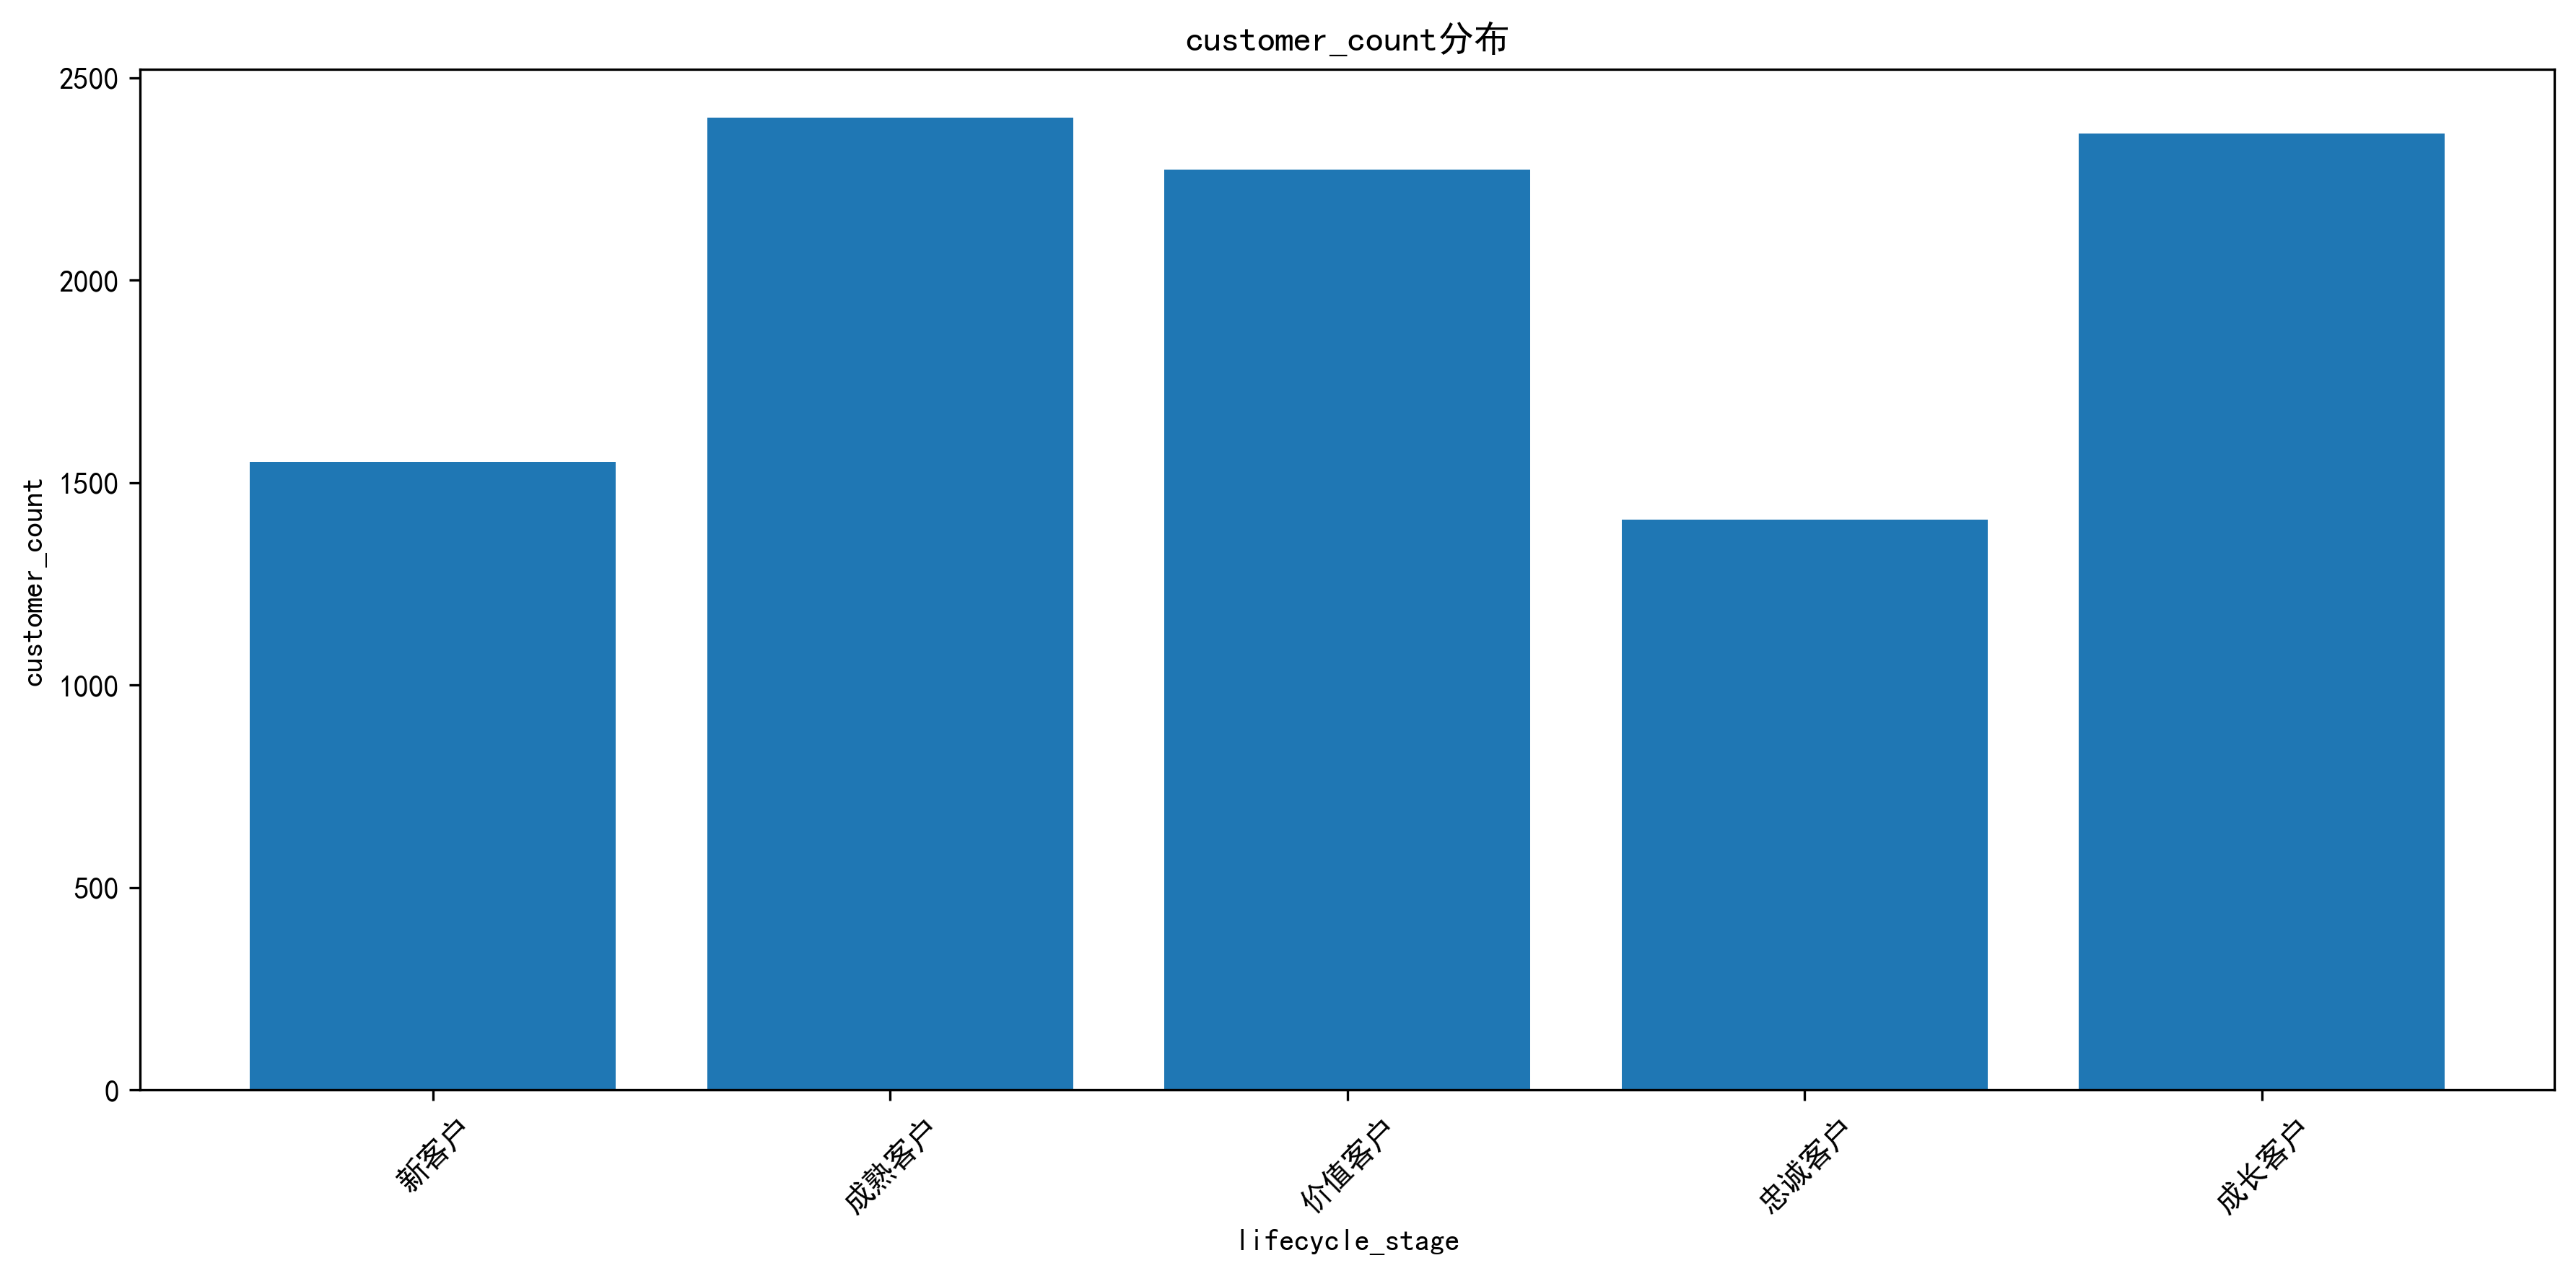 customer_count分布
2500
2000
1500
1000
500
0
customer_count
新客户
成熟客户
价值客户
忠诚客户
成长客户
lifecycle_stage